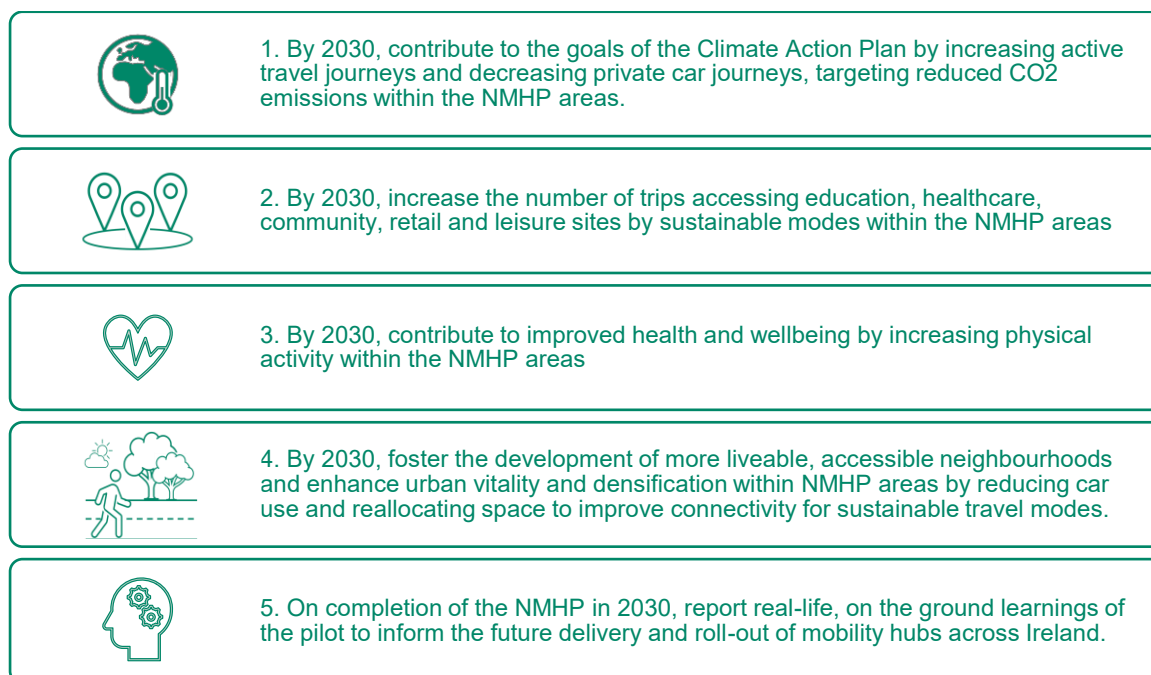 1. By 2030, contribute to the goals of the Climate Action Plan by increasing active
travel journeys and decreasing private car journeys, targeting reduced CO2
emissions within the NMHP areas.
2. By 2030, increase the number of trips accessing education, healthcare,
community, retail and leisure sites by sustainable modes within the NMHP areas
3. By 2030, contribute to improved health and wellbeing by increasing physical
activity within the NMHP areas
4. By 2030, foster the development of more liveable, accessible neighbourhoods
and enhance urban vitality and densification within NMHP areas by reducing car
use and reallocating space to improve connectivity for sustainable travel modes.
5. On completion of the NMHP in 2030, report real-life, on the ground learnings of
the pilot to inform the future delivery and roll-out of mobility hubs across Ireland.